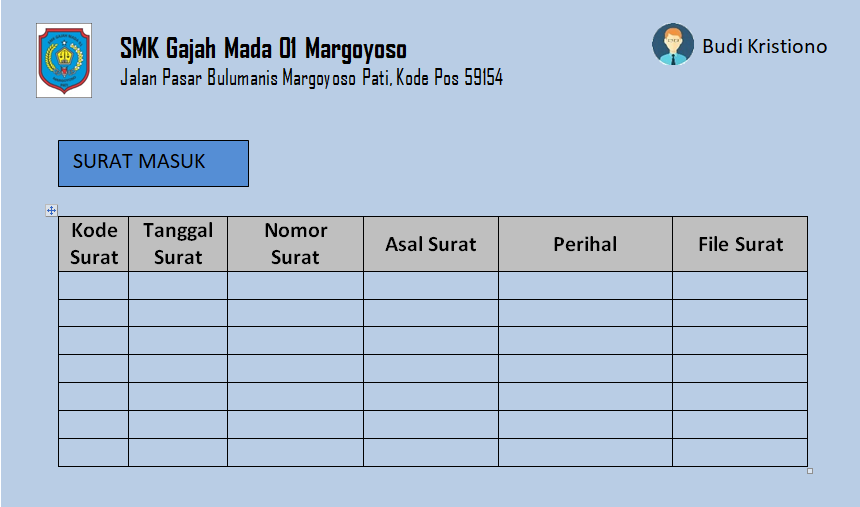 SMK Gajah Mada 01 Margoyoso
Jalan Pasar Bulumanis Margoyoso Pati, Kode Pos 59154
Budi Kristiono
SURAT MASUK
Kode Surat
Tanggal Surat
Nomor Surat
Asal Surat
Perihal
File Surat